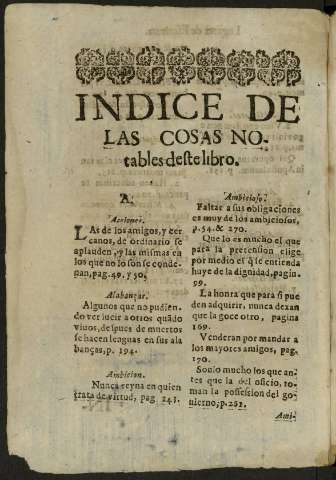 INDICE DE
LAS COSAS NO-
tables deste libro.
A.
Acciones.
LAs de los amigos, y cer
canos, de ordinario se
aplauden, y las mismas en
los que no lo son se conde-
nan, pag. 49. y 50.
Alabanzas.
Algunos que no pudien-
do ver lucir a otros quãdo
viuos, despues de muertos
se hacen lenguas en sus ala
banças, p. 194.
Ambicion.
Nunca reyna en quien
trata de virtud, pag 241.
Ambicioso.
Faltar a sus obligaciones
es muy de los ambiciosos,
p. 54. & 270.
Que lo es mucho el que
para la pretension elige
por medio el q̃ se entienda
huye de la dignidad, pagin.
99.
La honra que para si pue
den adquirir, nunca dexan
que la goce otro, pagina
169.
Venderan por mandar a
los mayores amigos, pag.
170.
Sonlo mucho los que an-
tes que la del oficio, to-
man la possession del go-
uierno, p. 261.
Ami-